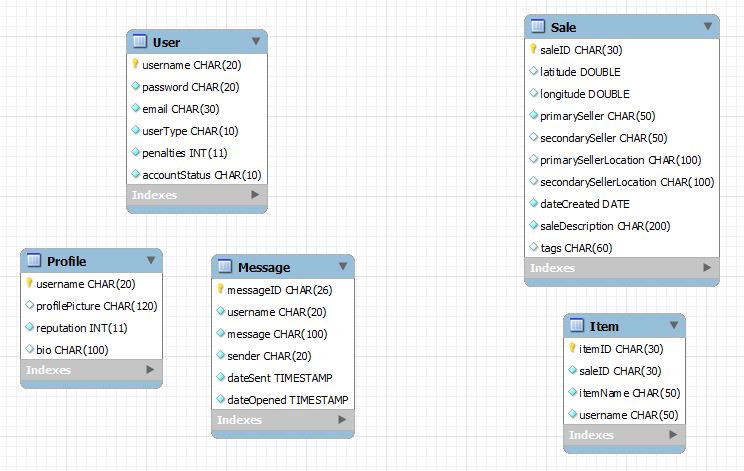 User
username CHAR(20)
password CHAR(20)
email CHAR(30)
userType CHAR(10)
penalties INT(11)
accountStatus CHAR(10)
Indexes
Sale
saleID CHAR(30)
latitude DOUBLE
longitude DOUBLE
primarySeller CHAR(50)
secondarySeller CHAR(50)
primarySellerLocation CHAR(100)
secondarySellerLocation CHAR(100)
dateCreated DATE
saleDescription CHAR(200)
tags CHAR(60)
Indexes
Profile
username CHAR(20)
profilePicture CHAR(120)
reputation INT(11)
bio CHAR(100)
Indexes
Message
messageID CHAR(26)
username CHAR(20)
message CHAR(100)
sender CHAR(20)
dateSent TIMESTAMP
dateOpened TIMESTAMP
Indexes
Item
itemID CHAR(30)
saleID CHAR(30)
itemName CHAR(50)
username CHAR(50)
Indexes